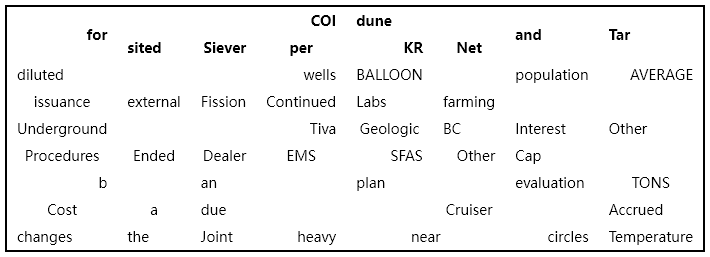 COI dune
for and Tar
sited Siever per KR Net
diluted wells BALLOON population AVERAGE
issuance external Fission Continued Labs farming
Underground Tiva Geologic BC Interest Other
Procedures Ended Dealer EMS SFAS Other Cap
b an plan evaluation TONS
Cost a due Cruiser Accrued
changes the Joint heavy near circles Temperature